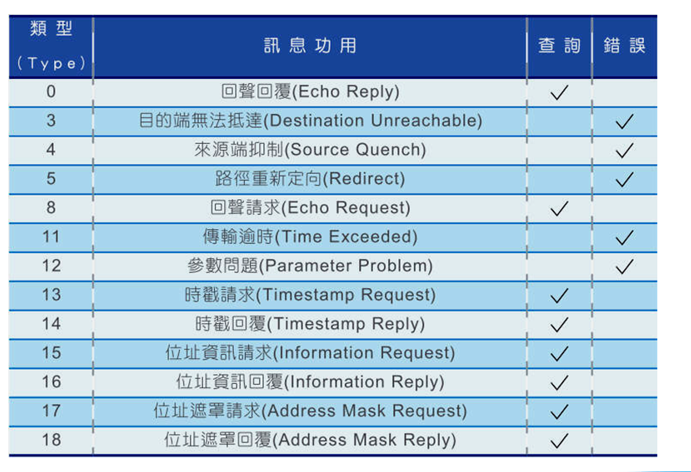 類型 訊息功用 查詢 錯誤
(Type)
0 回聲回覆(Echo Reply) ✓
3 目的端無法抵達(Destination Unreachable) ✓
4 來源端抑制(Source Quench) ✓
5 路徑重新定向(Redirect) ✓
8 回聲請求(Echo Request) ✓
11 傳輸逾時(Time Exceeded) ✓
12 參數問題(Parameter Problem) ✓
13 時戳請求(Timestamp Request) ✓
14 時戳回覆(Timestamp Reply) ✓
15 位址資訊請求(Information Request) ✓
16 位址資訊回覆(Information Reply) ✓
17 位址遮罩請求(Address Mask Request) ✓
18 位址遮罩回覆(Address Mask Reply) ✓